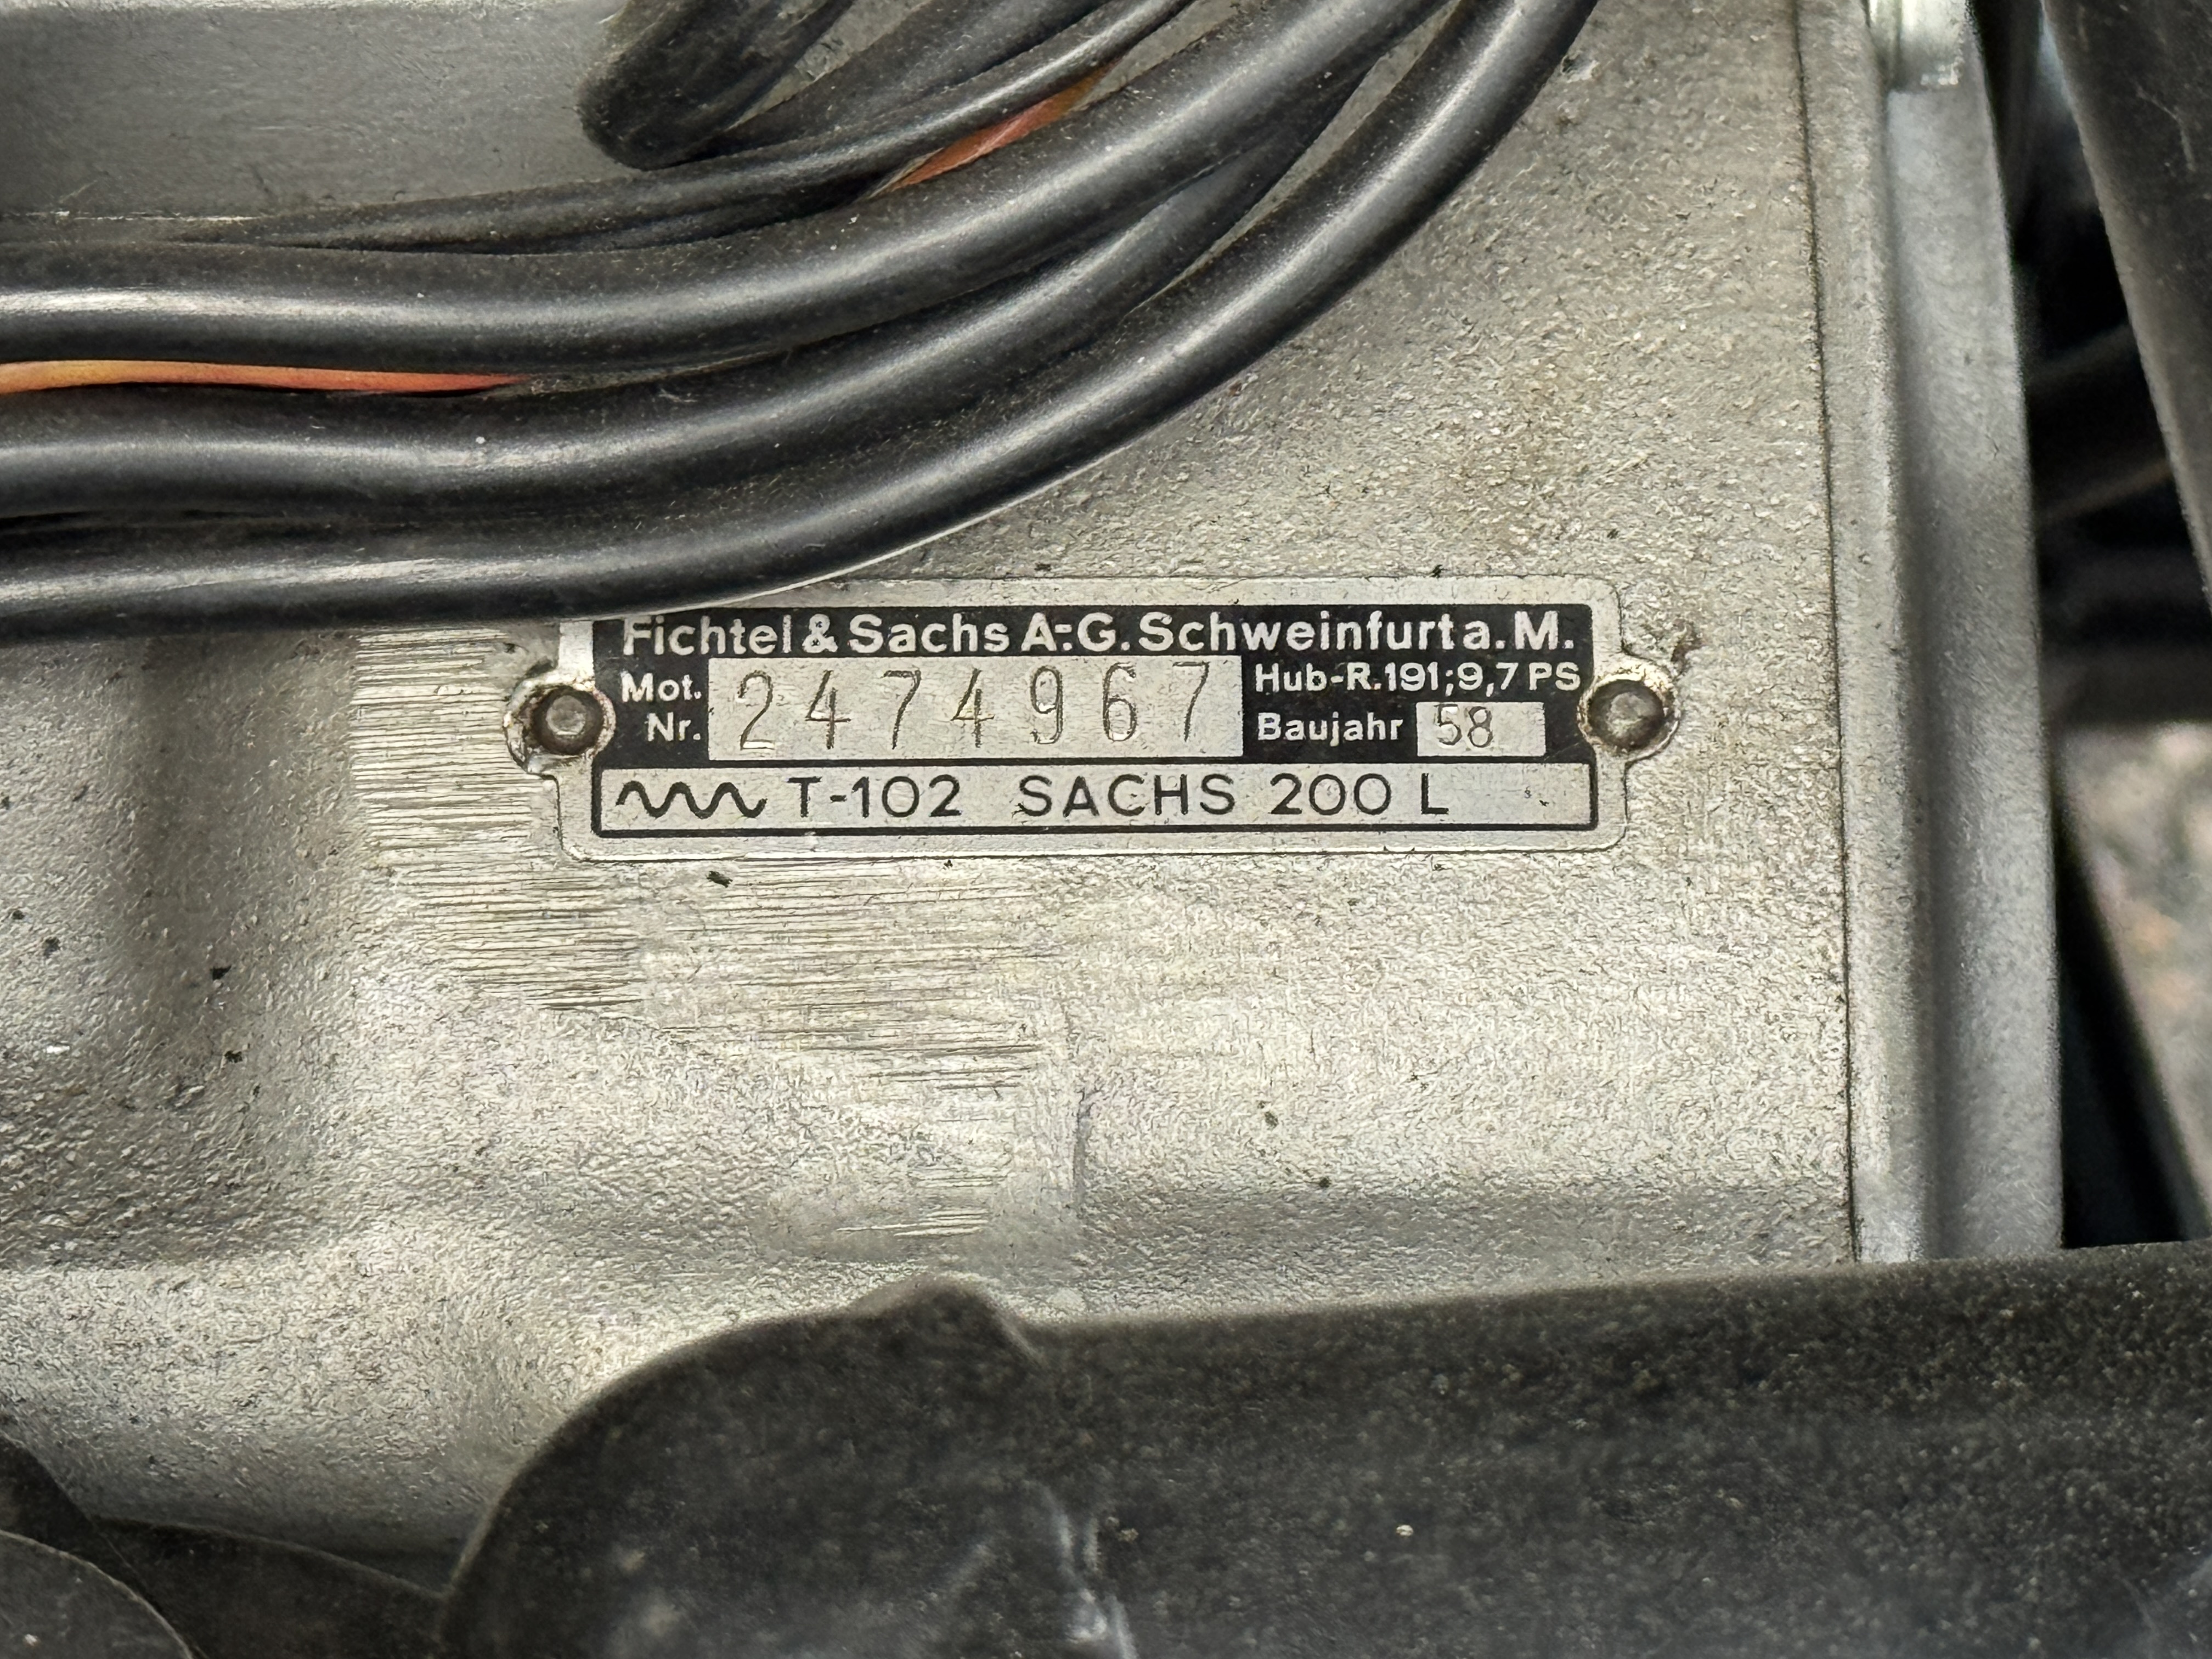 Fichtel & Sachs A.-G. Schweinfurt a. M.
Mot. Nr. 2474967 Hub-R. 191; 9,7 PS
Baujahr 58
T-102 SACHS 200 L